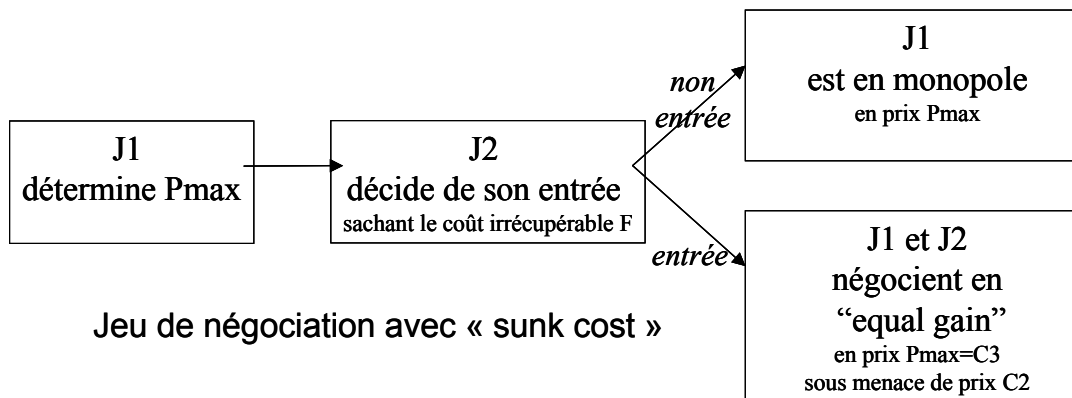 J1
détermine Pmax
J2
décide de son entrée
sachant le coût irrécupérable F
non
entrée
J1
est en monopole
en prix Pmax
entrée
J1 et J2
négocient en
“equal gain”
en prix Pmax=C3
sous menace de prix C2
Jeu de négociation avec « sunk cost »